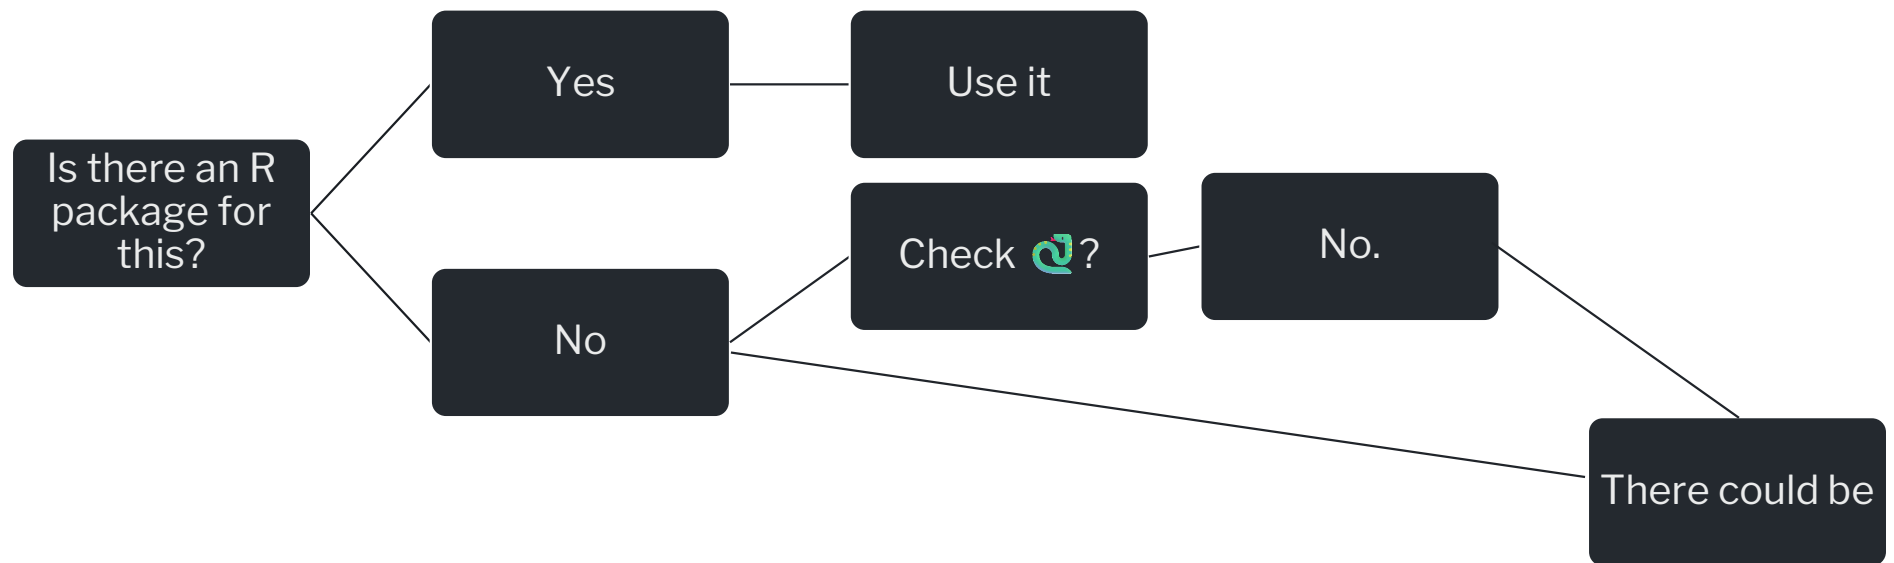 Yes
Use it
Is there an R
package for
this?
Check 🐍?
No.
No
There could be